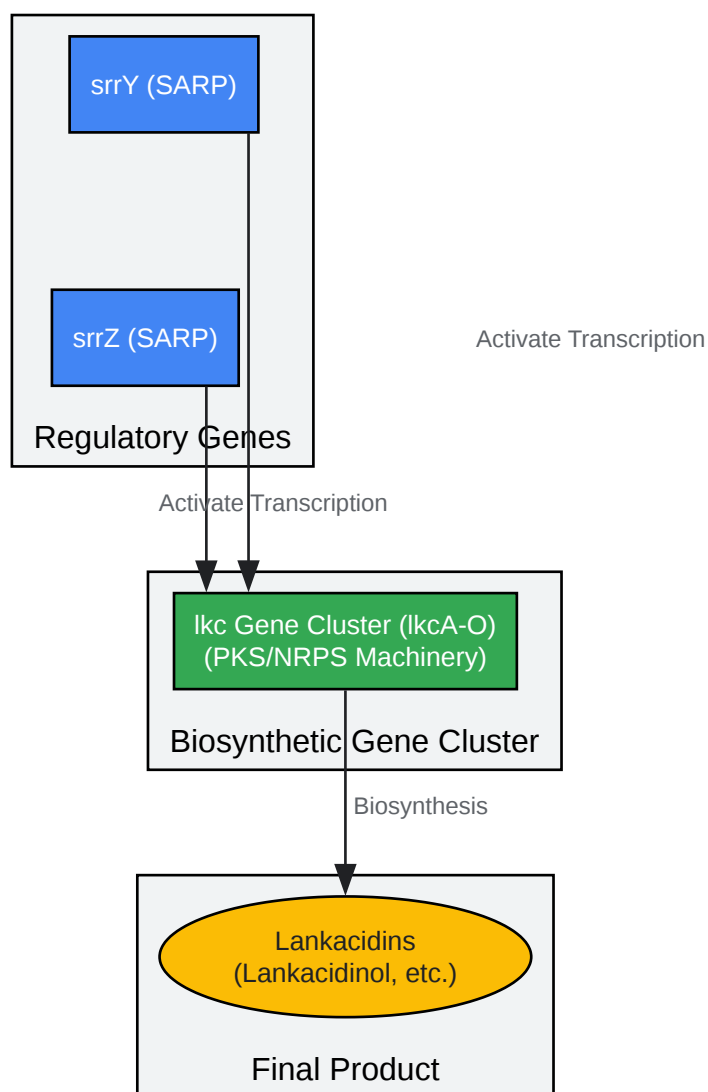 srrY (SARP)
srrZ (SARP)
Activate Transcription
Regulatory Genes
Activate Transcription
lkc Gene Cluster (lkcA-O)
(PKS/NRPS Machinery)
Biosynthetic Gene Cluster
Biosynthesis
Lankacidins
(Lankacidinol, etc.)
Final Product